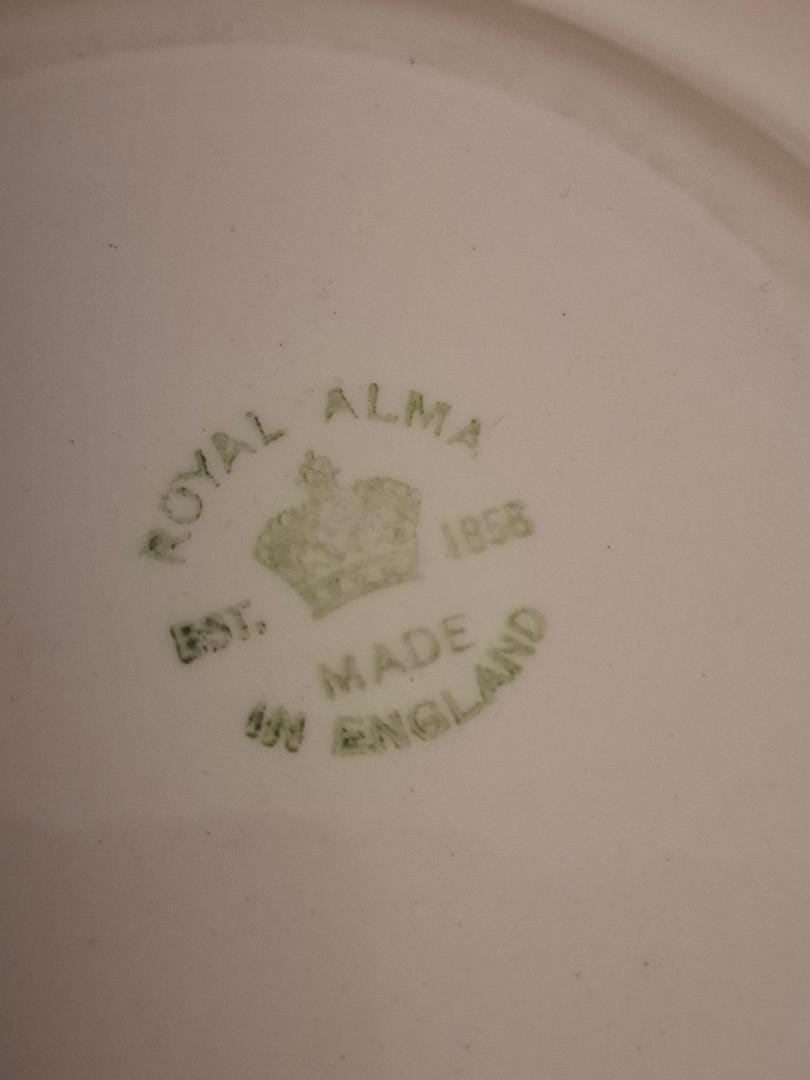 ROYAL ALMA
EST. 1858
MADE
IN ENGLAND